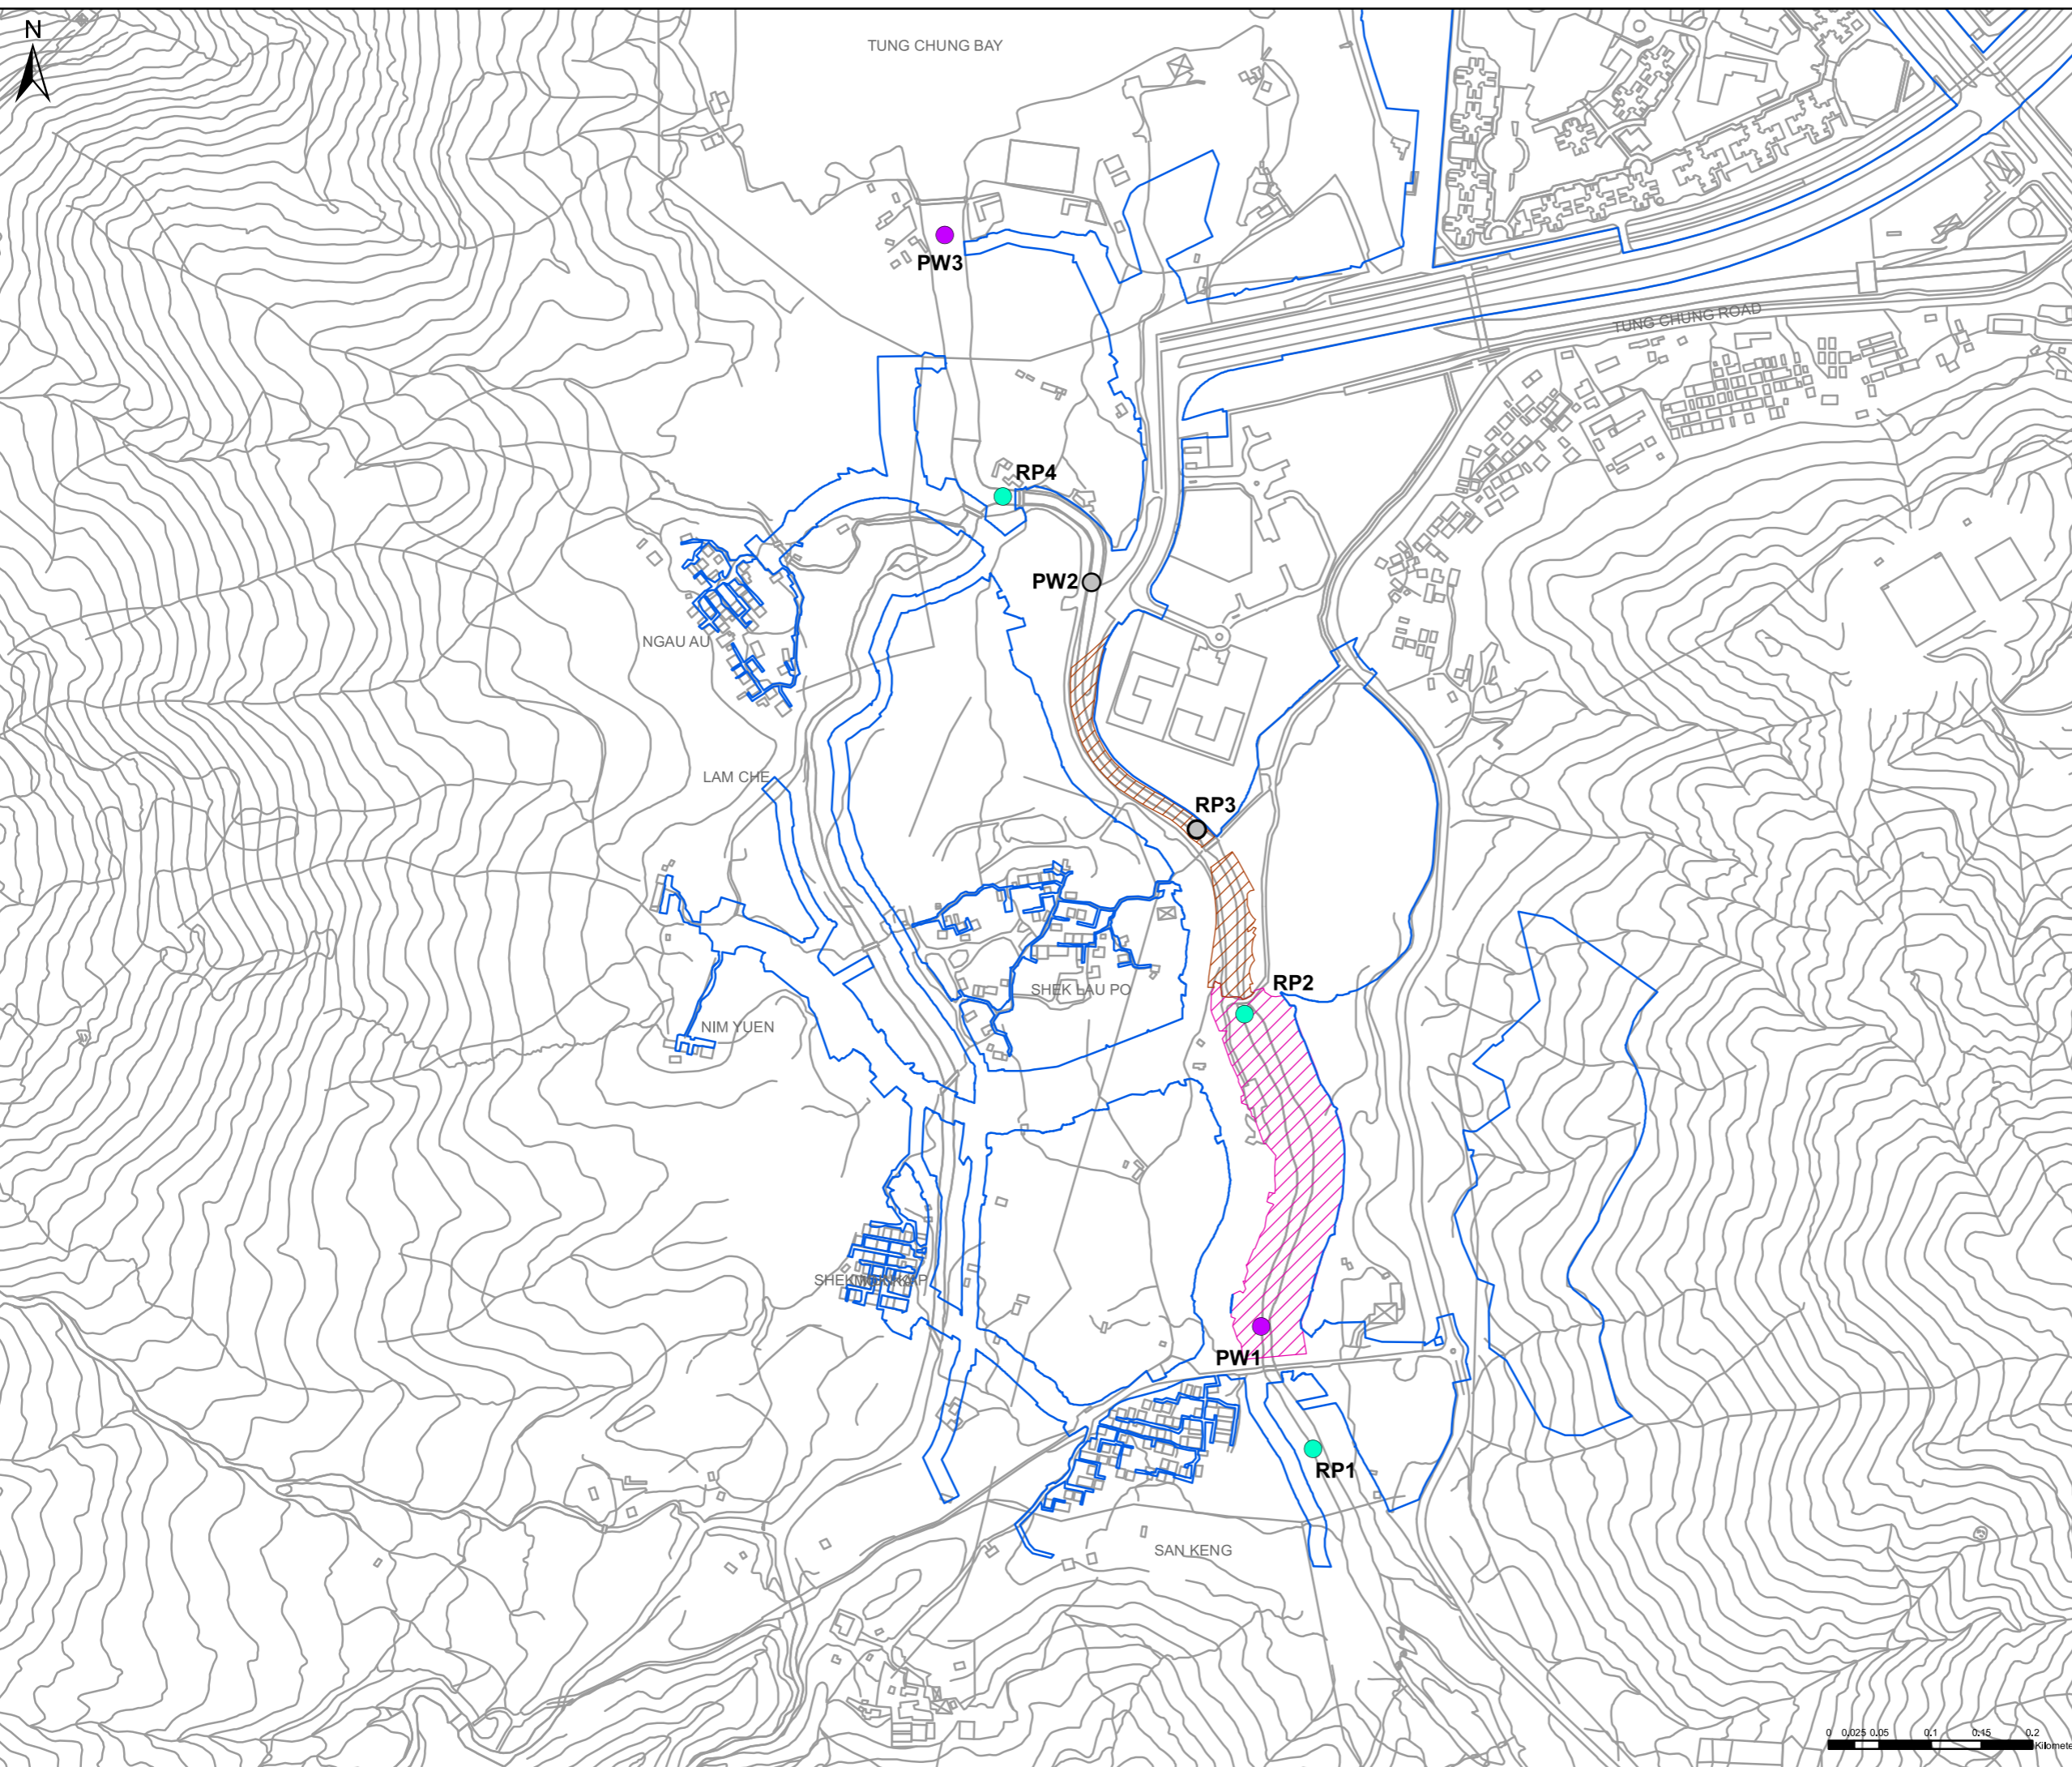 N
TUNG CHUNG BAY
PW3
TUNG CHUNG ROAD
RP4
PW2
NGAU AU
LAM CHE
RP3
RP2
SHEK LAU PO
NIM YUEN
PW1
RP1
SAN KENG
0 0.025 0.05 0.1 0.15 0.2